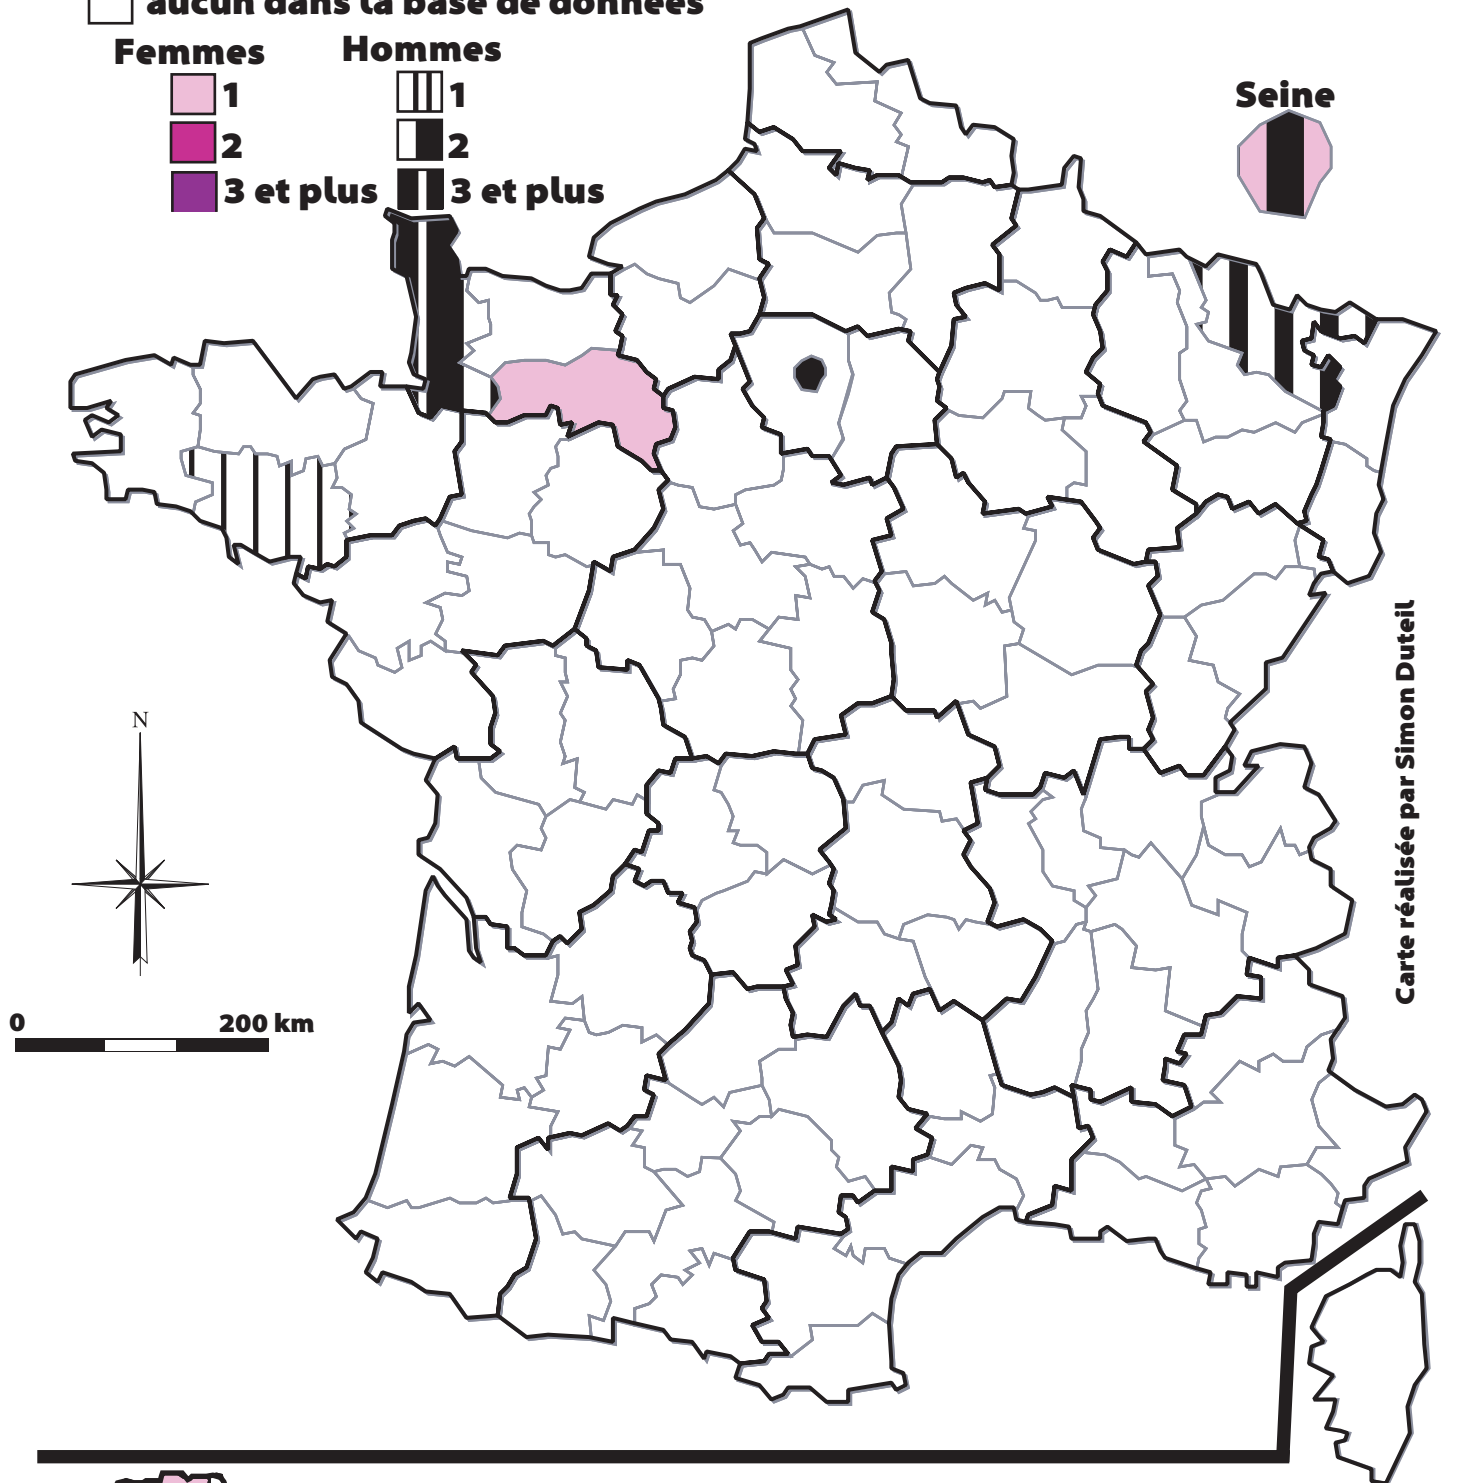 aucun dans la base de données
Femmes Hommes
1 1
2 2
3 et plus 3 et plus
Seine
N
0 200 km
Carte réalisée par Simon Duteil